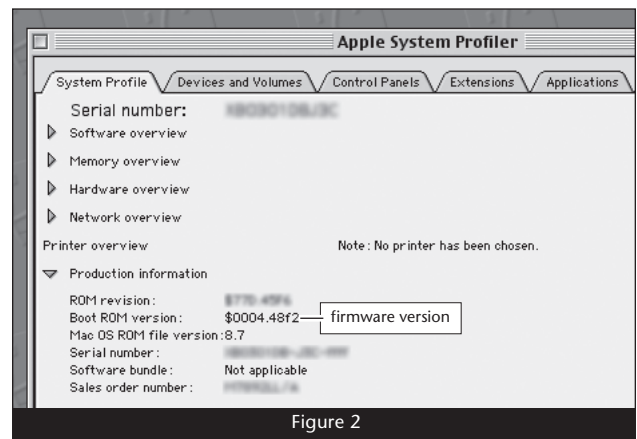 Apple System Profiler
System Profile Devices and Volumes Control Panels Extensions Applications
Serial number:
Software overview
Memory overview
Hardware overview
Network overview
Printer overview Note: No printer has been chosen.
Production information
ROM revision:
Boot ROM version: $0004.48f2 firmware version
Mac OS ROM file version: 8.7
Serial number:
Software bundle: Not applicable
Sales order number:
Figure 2